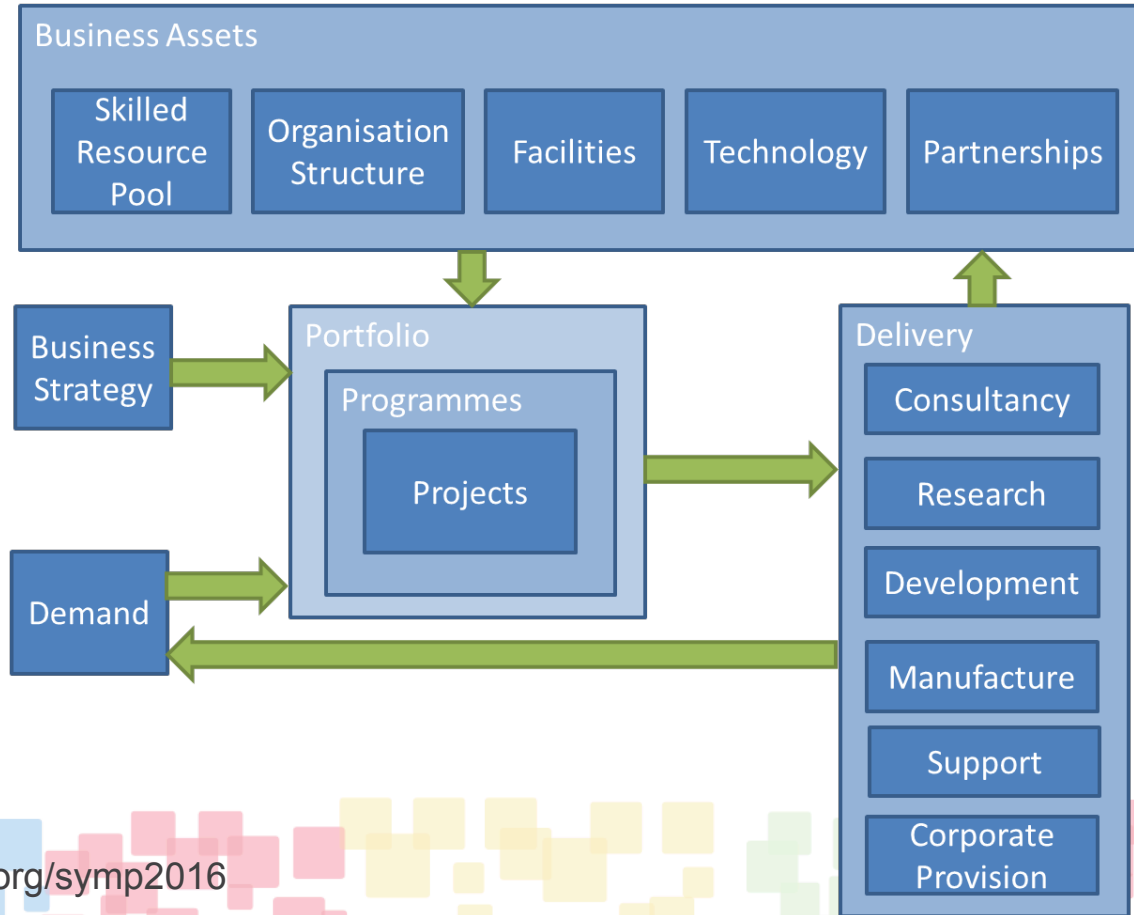 Business Assets
Skilled
Resource
Pool
Organisation
Structure
Facilities
Technology
Partnerships
Business
Strategy
Portfolio
Programmes
Projects
Demand
Delivery
Consultancy
Research
Development
Manufacture
Support
Corporate
Provision
org/symp2016